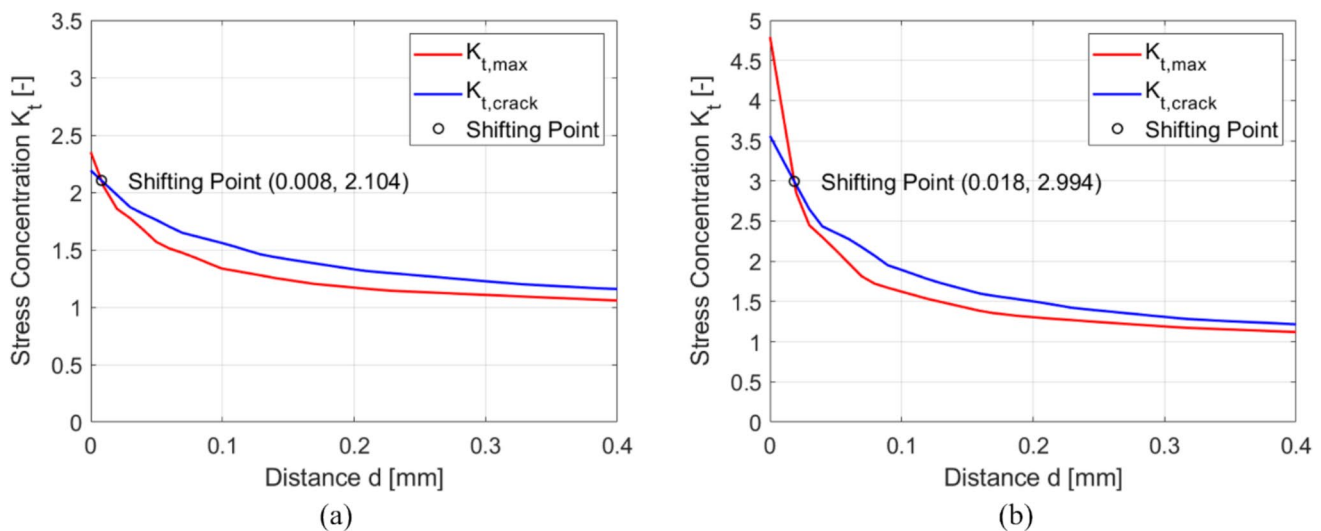 3.5
3
2.5
2
1.5
1
0.5
0
Stress Concentration K_t [-]
K_t,max
K_t,crack
Shifting Point
Shifting Point (0.008, 2.104)
0 0.1 0.2 0.3 0.4
Distance d [mm]
(a)
5
4.5
4
3.5
3
2.5
2
1.5
1
0.5
0
Stress Concentration K_t [-]
K_t,max
K_t,crack
Shifting Point
Shifting Point (0.018, 2.994)
0 0.1 0.2 0.3 0.4
Distance d [mm]
(b)